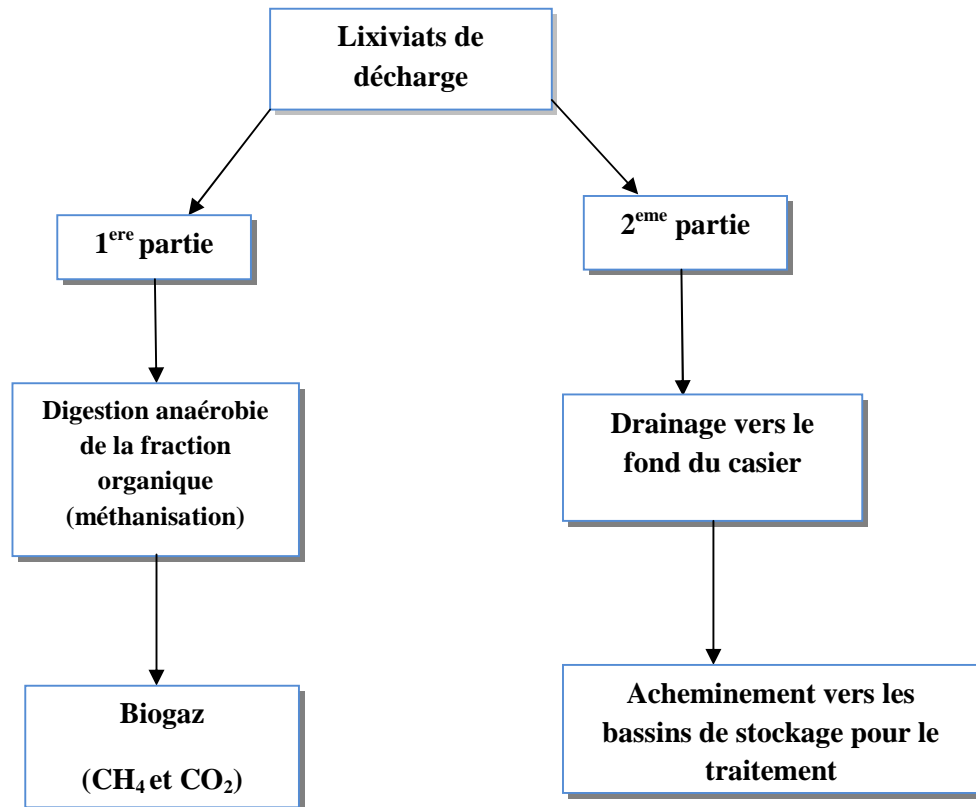 Lixiviats de
décharge
1ere partie
2eme partie
Digestion anaérobie
de la fraction
organique
(méthanisation)
Drainage vers le
fond du casier
Biogaz
(CH4 et CO2)
Acheminement vers les
bassins de stockage pour le
traitement